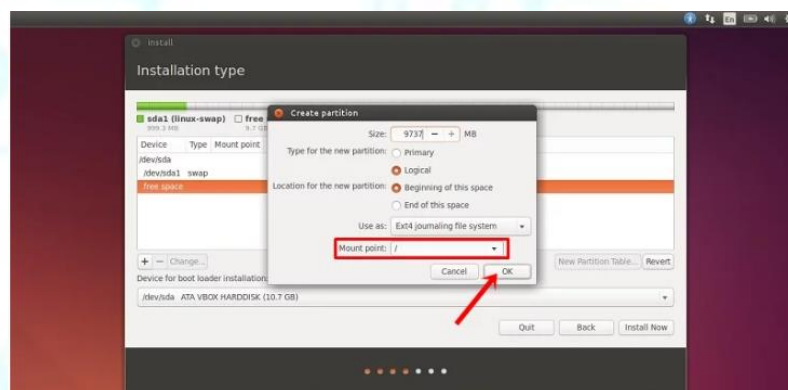 En
Install
Installation type
sda1 (linux-swap) free
999.3 MB 9.7 GB
Device Type Mount point
/dev/sda
/dev/sda1 swap
free space
+ − Change...
New Partition Table... Revert
Device for boot loader installation:
/dev/sda ATA VBOX HARDDISK (10.7 GB)
Quit Back Install Now
Create partition
Size: 9737 − + MB
Type for the new partition: Primary
Logical
Location for the new partition: Beginning of this space
End of this space
Use as: Ext4 journaling file system
Mount point: /
Cancel OK